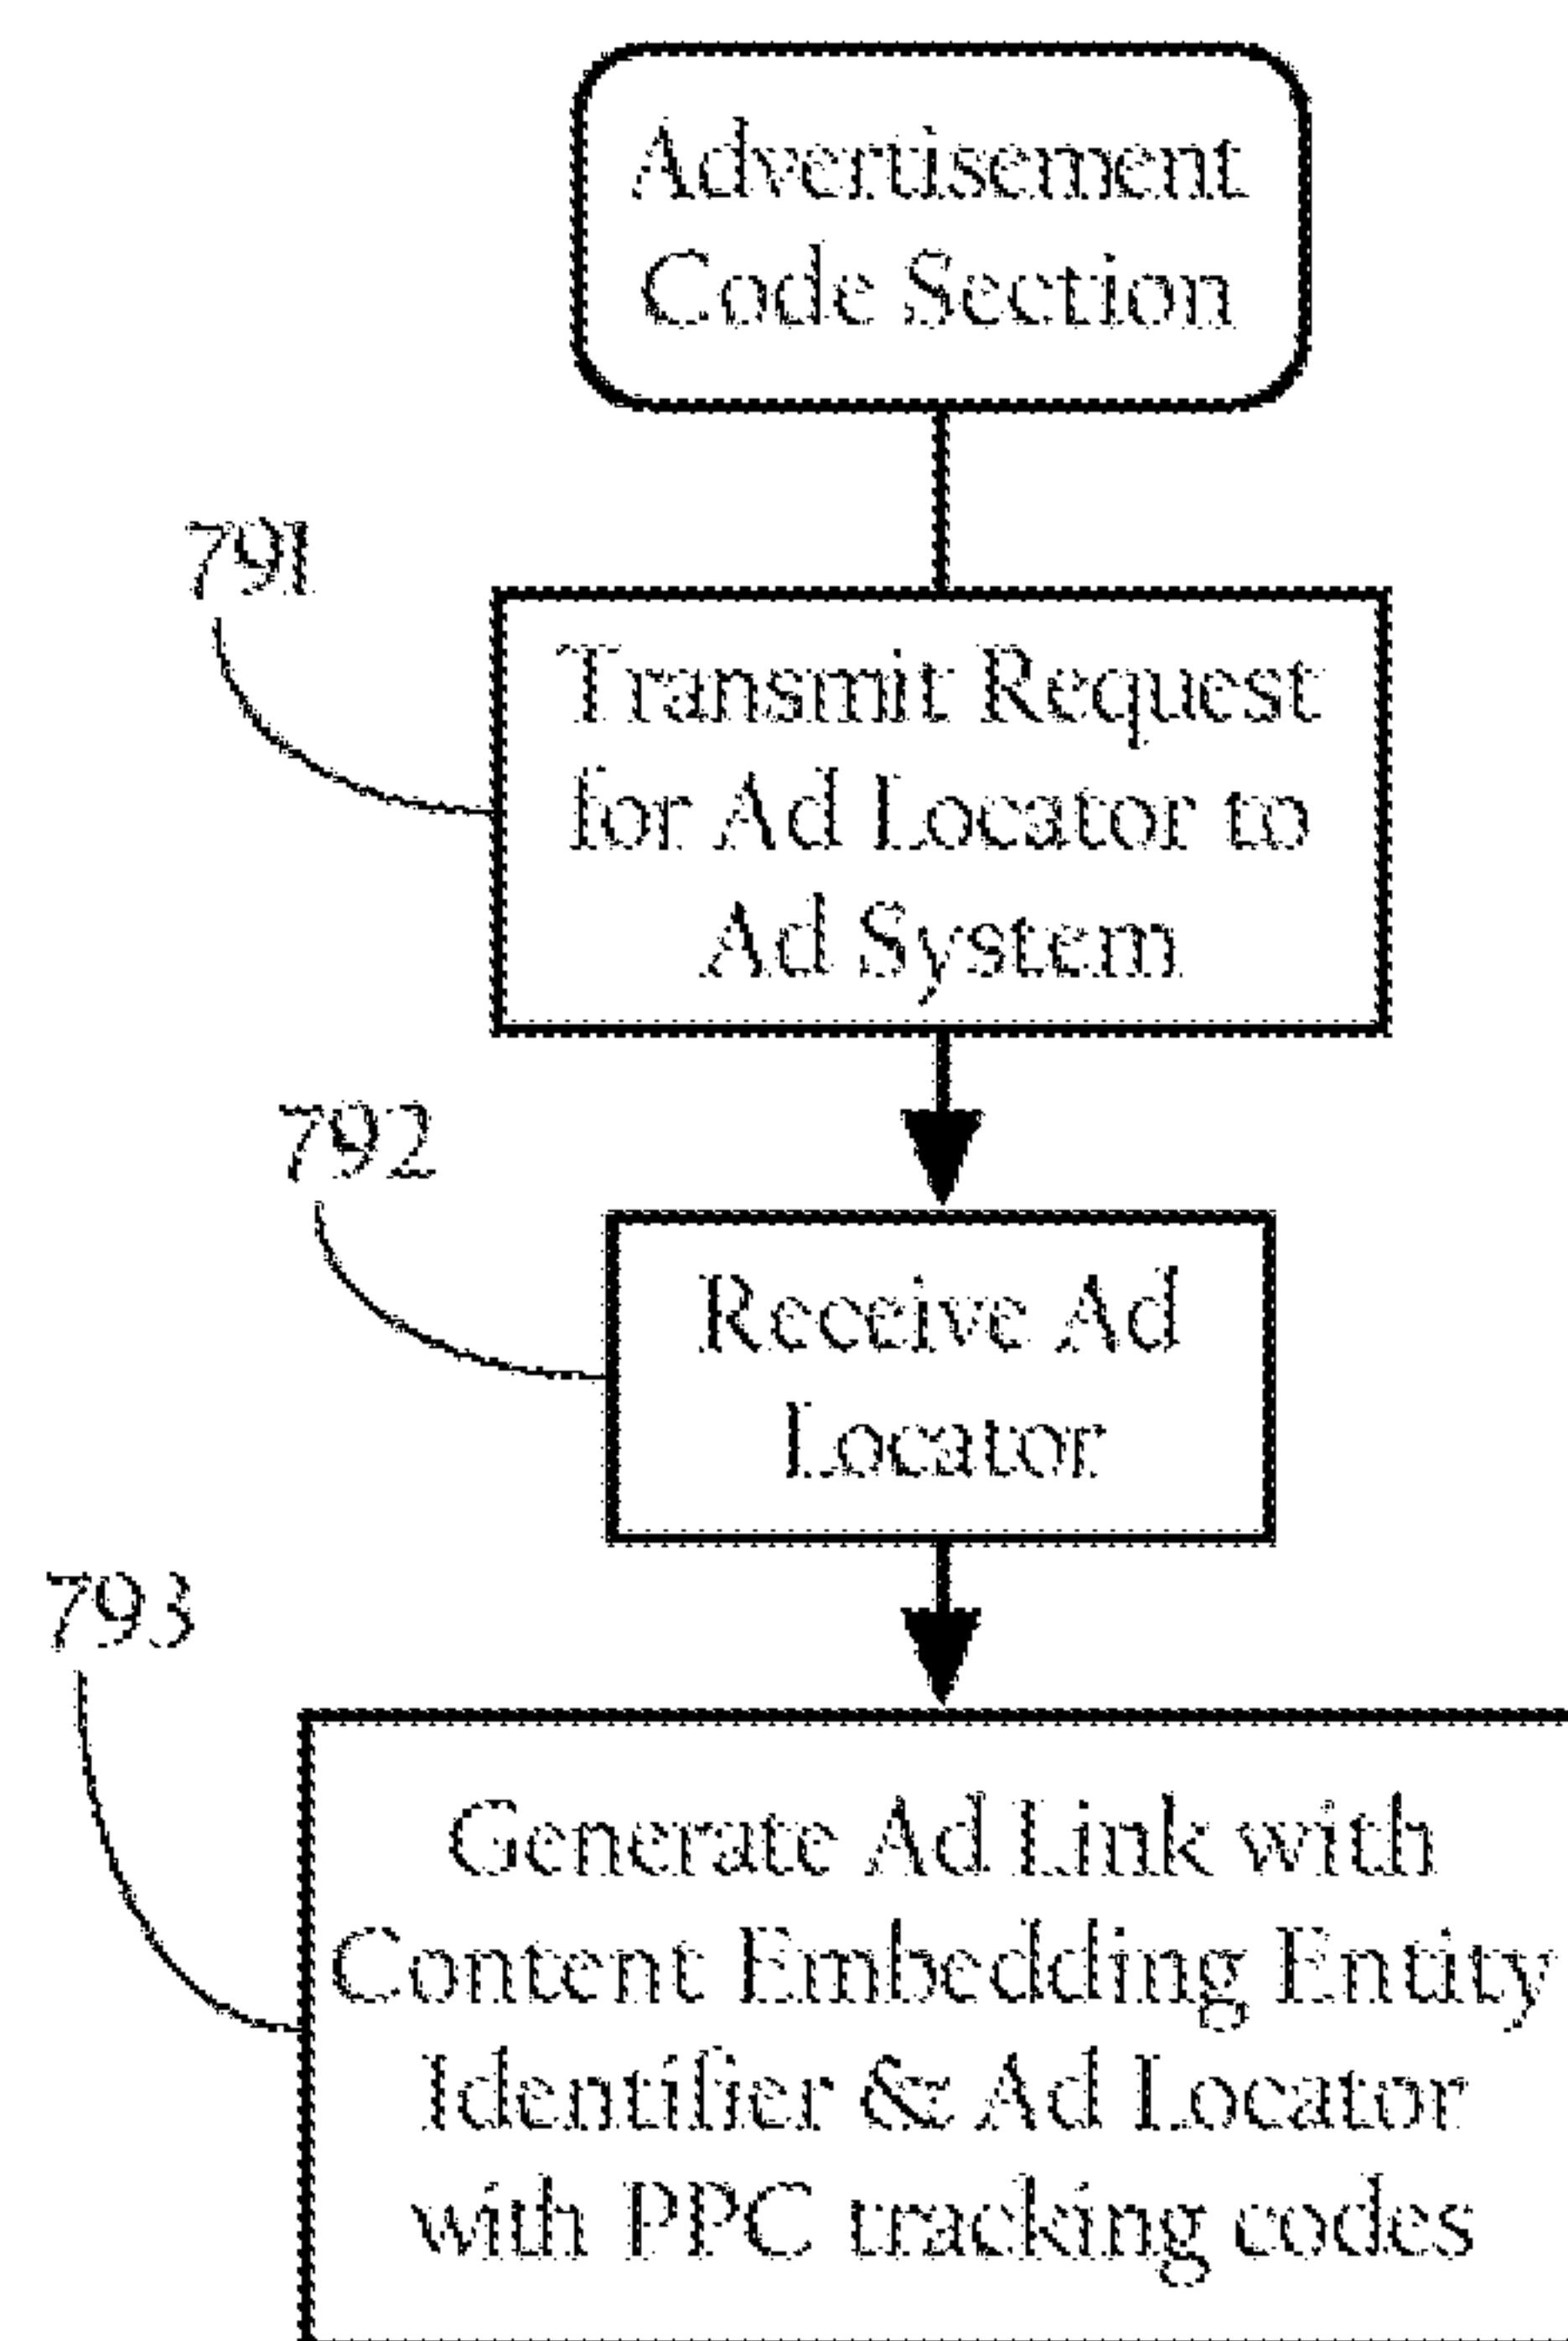 Advertisement
Code Section
791
Transmit Request
for Ad Locator to
Ad System
792
Receive Ad
Locator
793
Generate Ad Link with
Content Embedding Entity
Identifier & Ad Locator
with PPC tracking codes